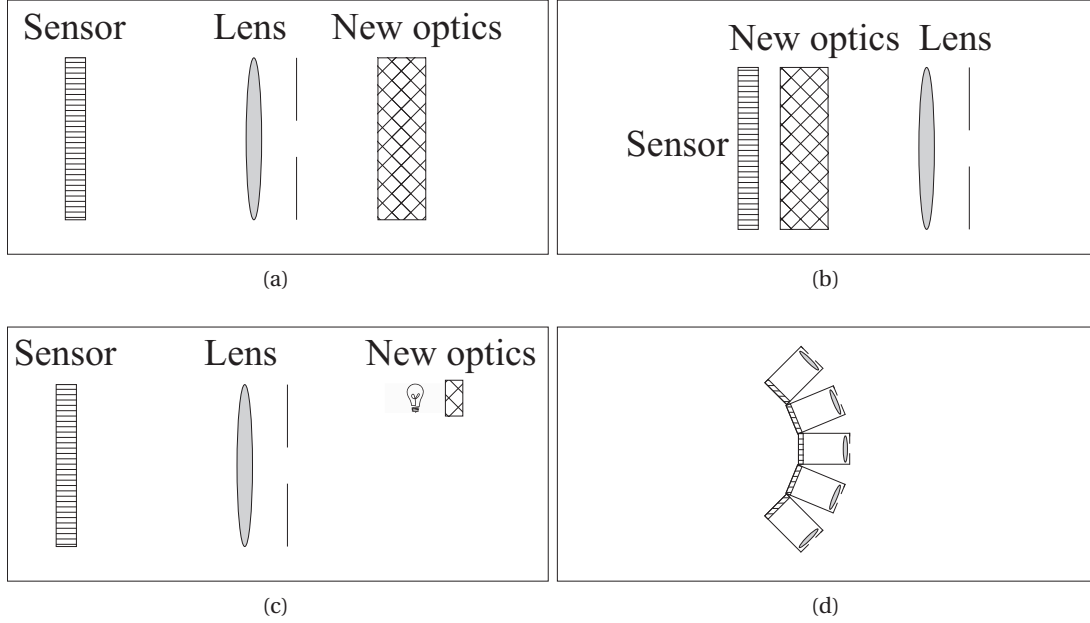 Sensor Lens New optics
(a)
New optics Lens
Sensor
(b)
Sensor Lens New optics
(c)
(d)